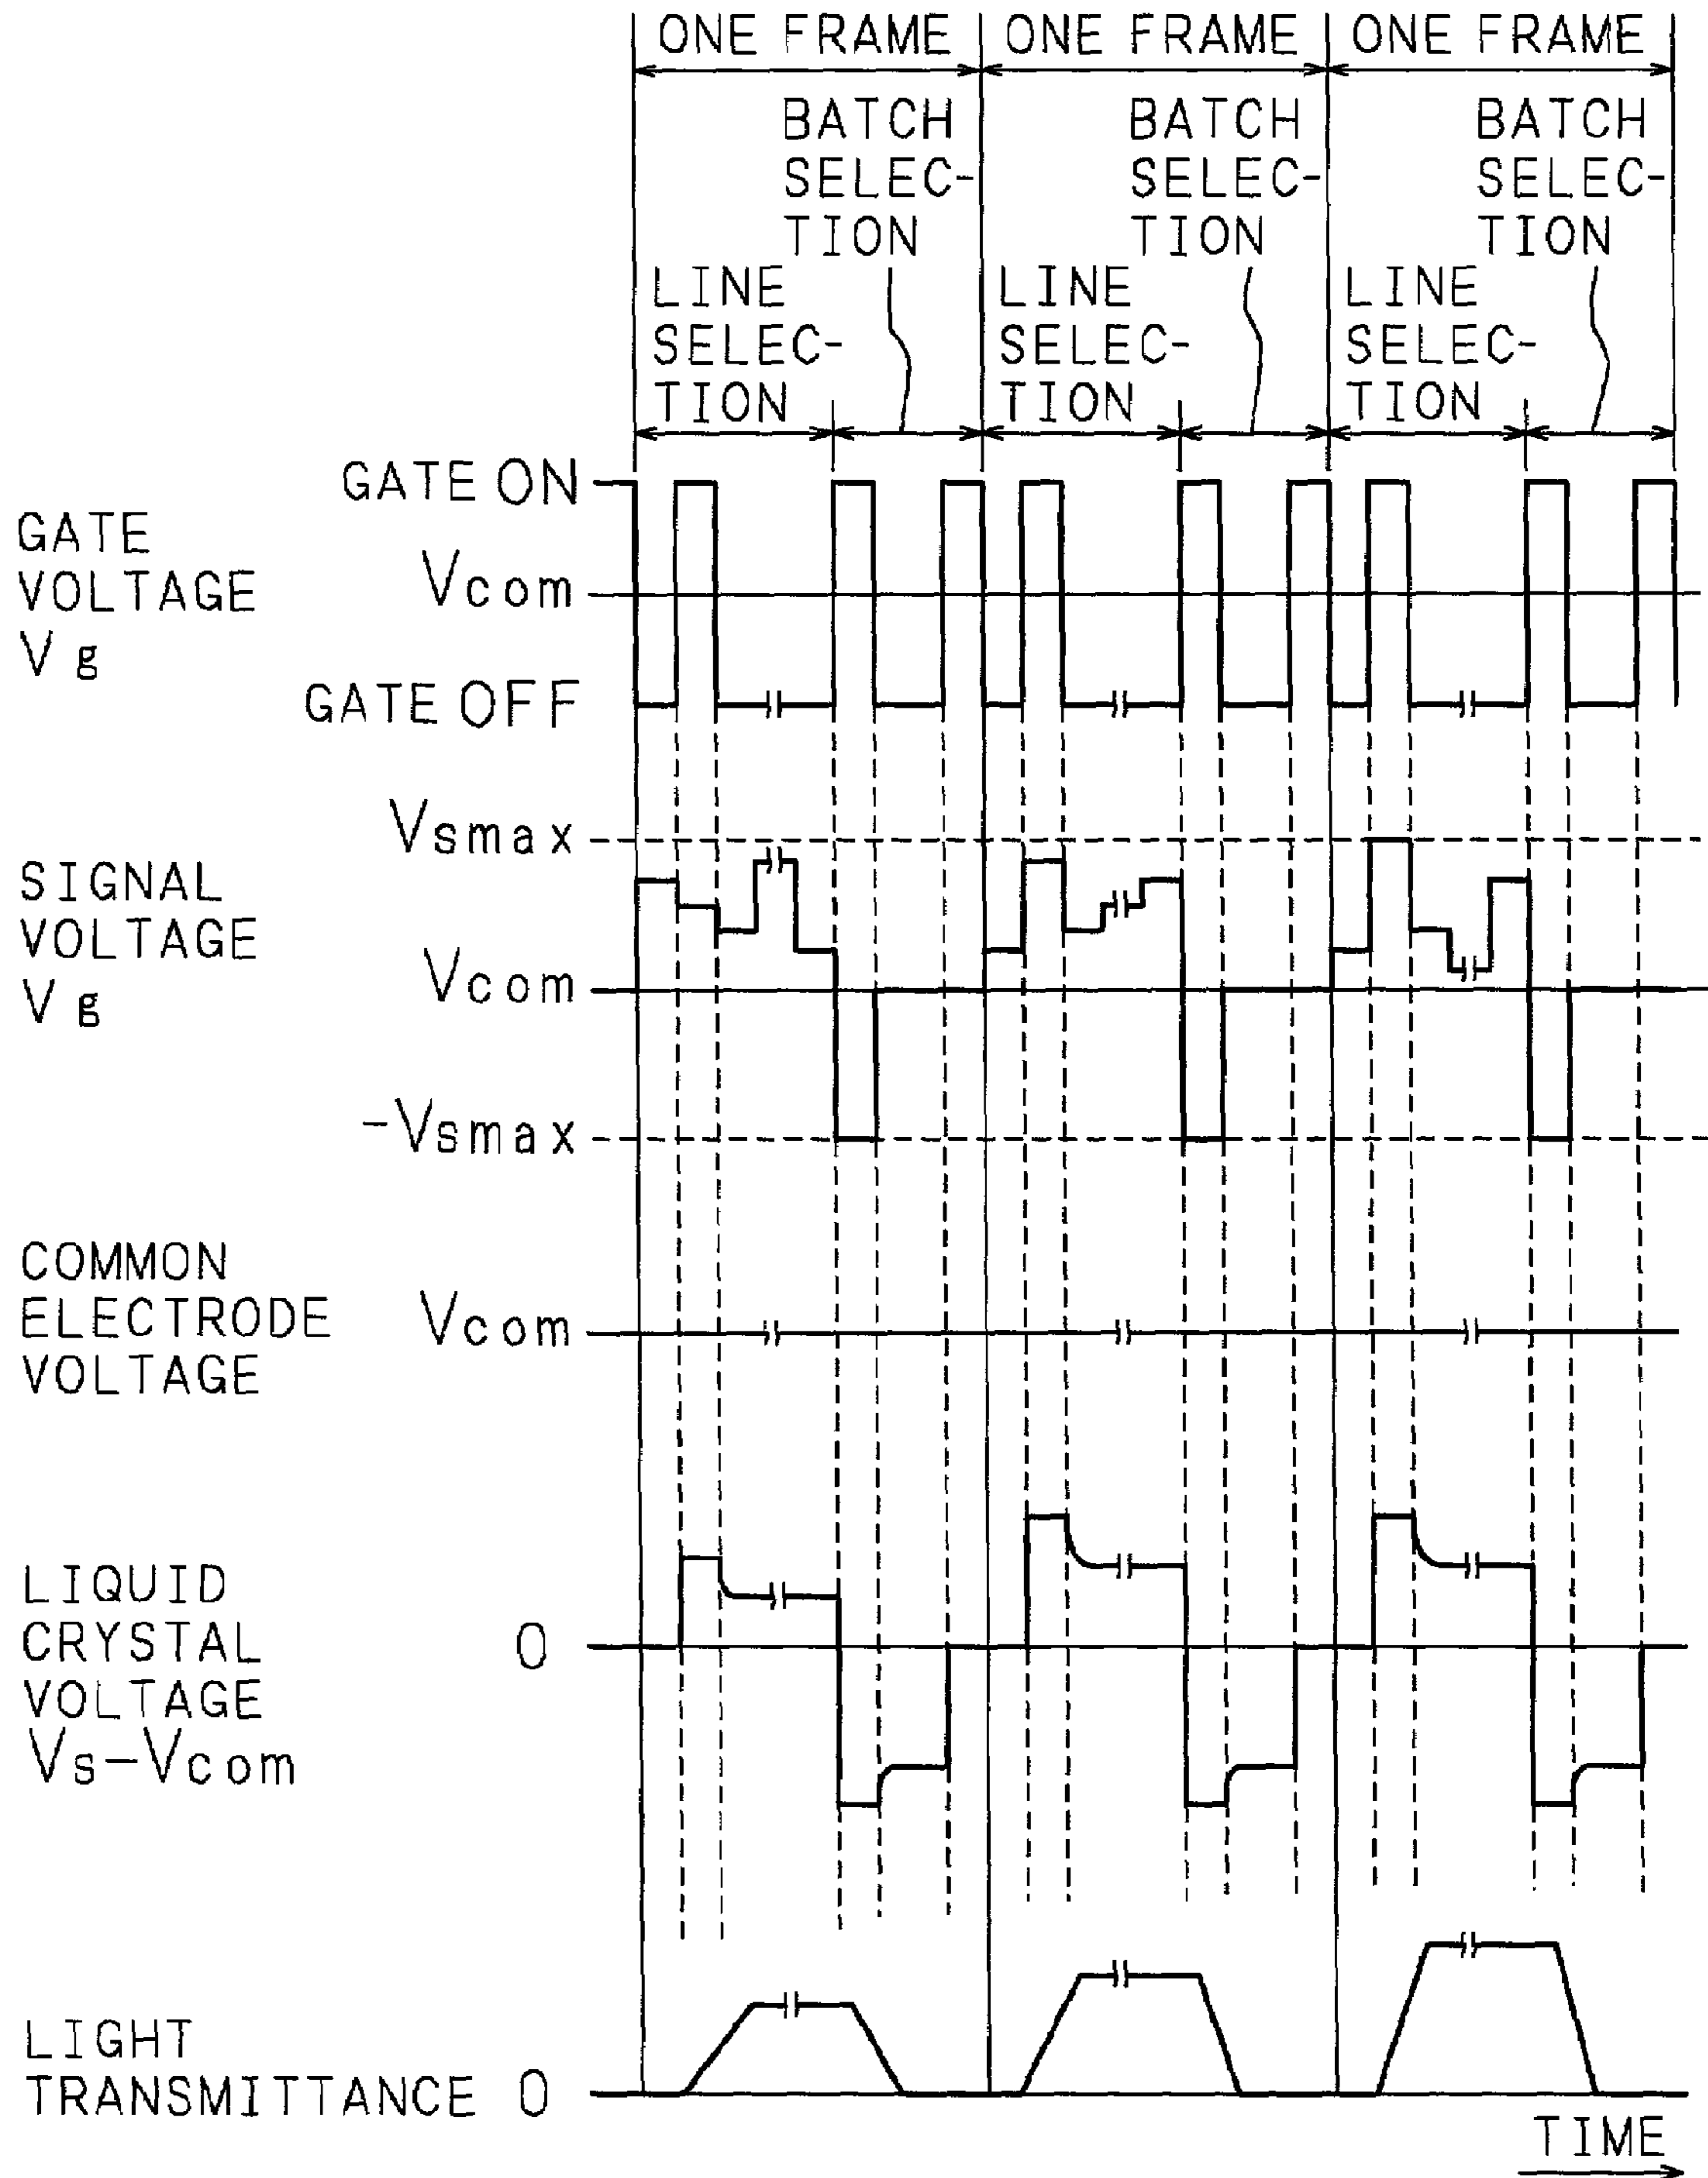 ONE FRAME ONE FRAME ONE FRAME
BATCH BATCH BATCH
SELEC- SELEC- SELEC-
TION TION TION
LINE LINE LINE
SELEC- SELEC- SELEC-
TION TION TION
GATE ON
GATE
VOLTAGE
Vg
Vcom
GATE OFF
Vsmax
SIGNAL
VOLTAGE
Vg
Vcom
-Vsmax
COMMON
ELECTRODE
VOLTAGE
Vcom
LIQUID
CRYSTAL
VOLTAGE
Vs-Vcom
0
LIGHT
TRANSMITTANCE 0
TIME